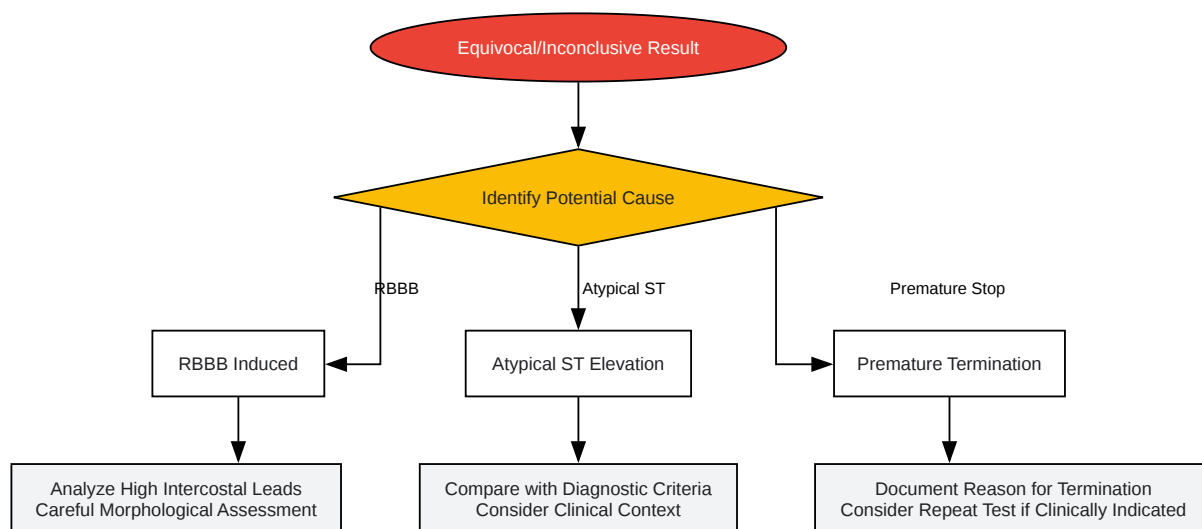 Equivocal/Inconclusive Result
Identify Potential Cause
RBBB
Atypical ST
Premature Stop
RBBB Induced
Atypical ST Elevation
Premature Termination
Analyze High Intercostal Leads
Careful Morphological Assessment
Compare with Diagnostic Criteria
Consider Clinical Context
Document Reason for Termination
Consider Repeat Test if Clinically Indicated